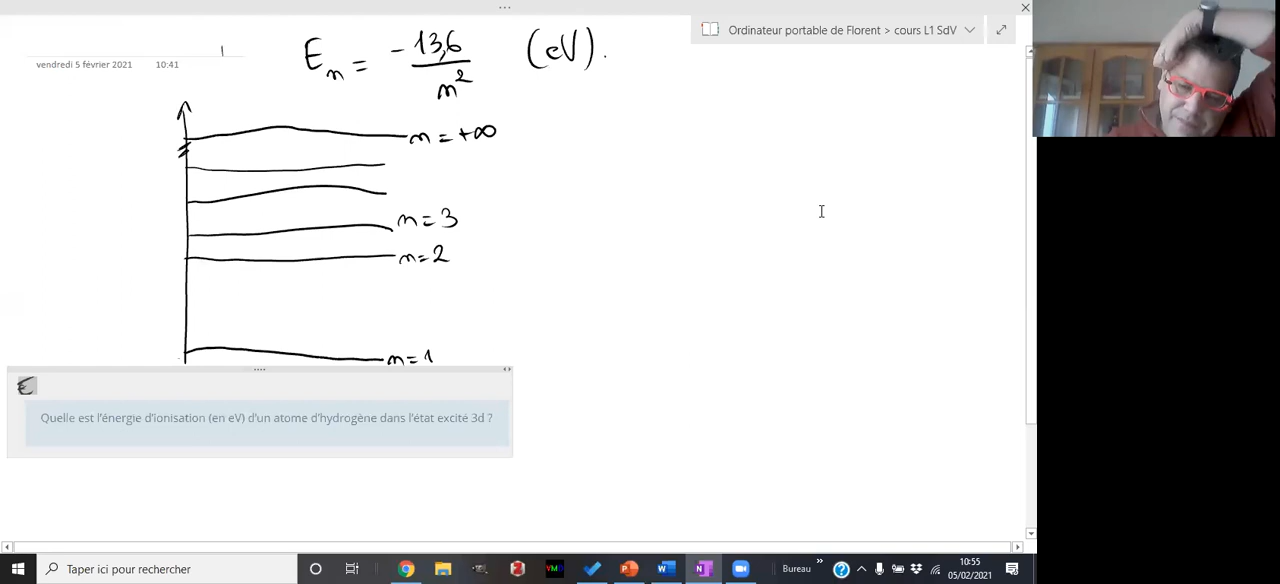 Ordinateur portable de Florent > cours L1 SdV
vendredi 5 février 2021 10:41
Eₙ = -13,6/n² (eV).
n = +∞
n = 3
n = 2
n = 1
€
Quelle est l'énergie d'ionisation (en eV) d'un atome d'hydrogène dans l'état excité 3d ?
Taper ici pour rechercher
YMD
Bureau
10:55
05/02/2021